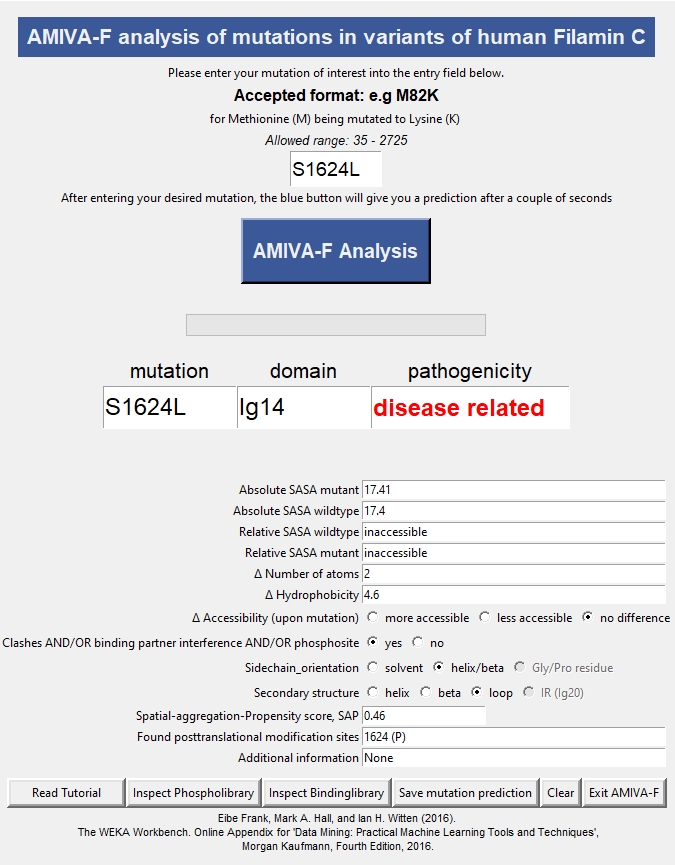 AMIVA-F analysis of mutations in variants of human Filamin C
Please enter your mutation of interest into the entry field below.
Accepted format: e.g M82K
for Methionine (M) being mutated to Lysine (K)
Allowed range: 35 - 2725
S1624L
After entering your desired mutation, the blue button will give you a prediction after a couple of seconds
AMIVA-F Analysis
mutation domain pathogenicity
S1624L Ig14 disease related
Absolute SASA mutant 17.41
Absolute SASA wildtype 17.4
Relative SASA wildtype inaccessible
Relative SASA mutant inaccessible
Δ Number of atoms 2
Δ Hydrophobicity 4.6
Δ Accessibility (upon mutation) more accessible less accessible no difference
Clashes AND/OR binding partner interference AND/OR phosphosite yes no
Sidechain_orientation solvent helix/beta Gly/Pro residue
Secondary structure helix beta loop IR (Ig20)
Spatial-aggregation-Propensity score, SAP 0.46
Found posttranslational modification sites 1624 (P)
Additional information None
Read Tutorial Inspect Phospholibrary Inspect Bindinglibrary Save mutation prediction Clear Exit AMIVA-F
Eibe Frank, Mark A. Hall, and Ian H. Witten (2016).
The WEKA Workbench. Online Appendix for 'Data Mining: Practical Machine Learning Tools and Techniques',
Morgan Kaufmann, Fourth Edition, 2016.